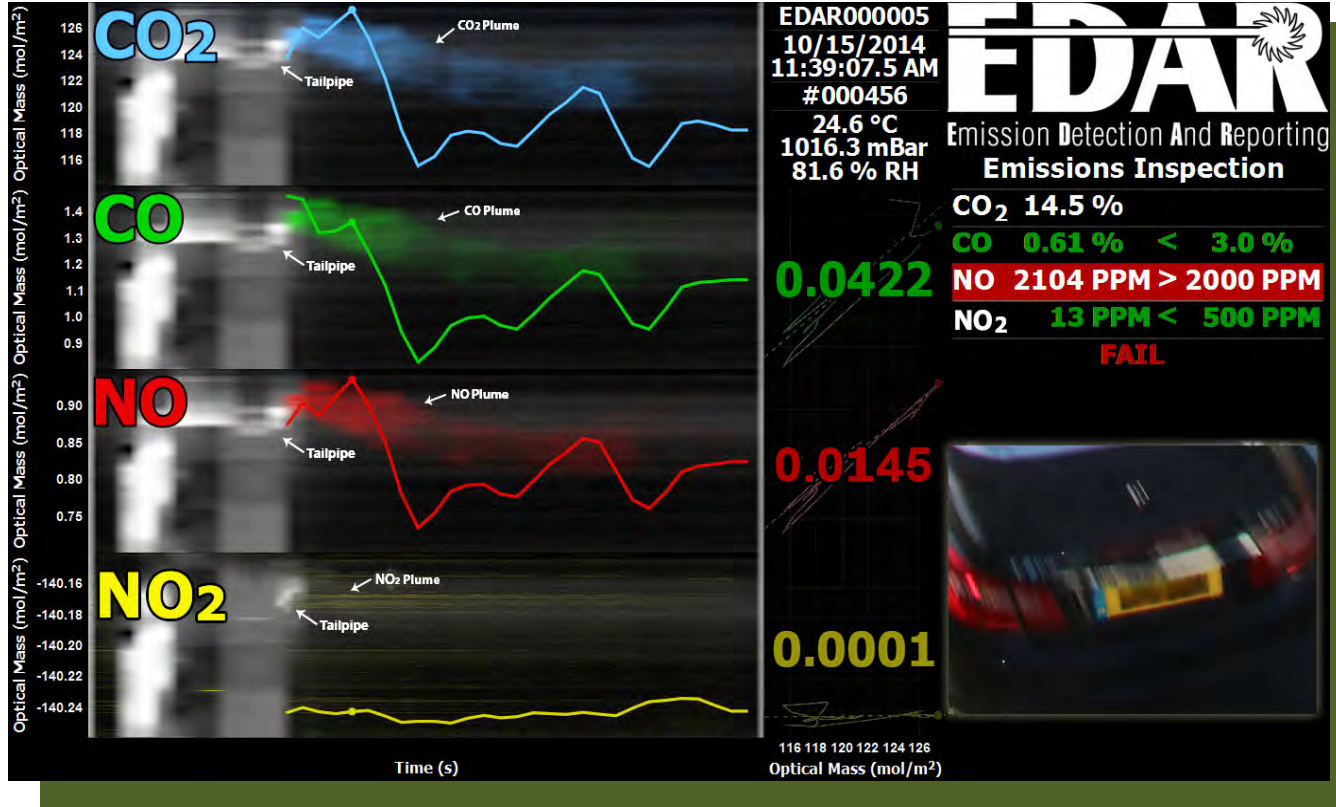 CO2
Optical Mass (mol/m²)
126
124
122
120
118
116
CO₂ Plume
Tailpipe
CO
Optical Mass (mol/m²)
1.4
1.3
1.2
1.1
1.0
0.9
CO Plume
Tailpipe
NO
Optical Mass (mol/m²)
0.90
0.85
0.80
0.75
NO Plume
Tailpipe
NO2
Optical Mass (mol/m²)
-140.16
-140.18
-140.20
-140.22
-140.24
NO₂ Plume
Tailpipe
Time (s)
EDAR000005
10/15/2014
11:39:07.5 AM
#000456
24.6 °C
1016.3 mBar
81.6 % RH
0.0422
0.0145
0.0001
116 118 120 122 124 126
Optical Mass (mol/m²)
EDAR
Emission Detection And Reporting
Emissions Inspection
CO₂ 14.5 %
CO 0.61 % < 3.0 %
NO 2104 PPM > 2000 PPM
NO₂ 13 PPM < 500 PPM
FAIL